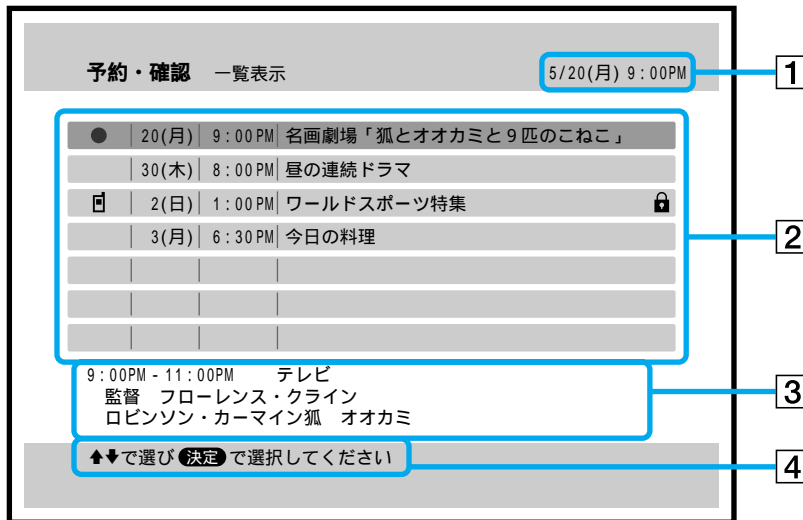 予約・確認 一覧表示 5/20(月) 9:00PM 1
● 20(月) 9:00PM 名画劇場「狐とオオカミと9匹のこねこ」
30(木) 8:00PM 昼の連続ドラマ
2(日) 1:00PM ワールドスポーツ特集
3(月) 6:30PM 今日の料理
2
9:00PM-11:00PM テレビ
監督 フローレンス・クライン
ロビンソン・カーマイン狐 オオカミ
3
↑↓で選び 決定 で選択してください
4